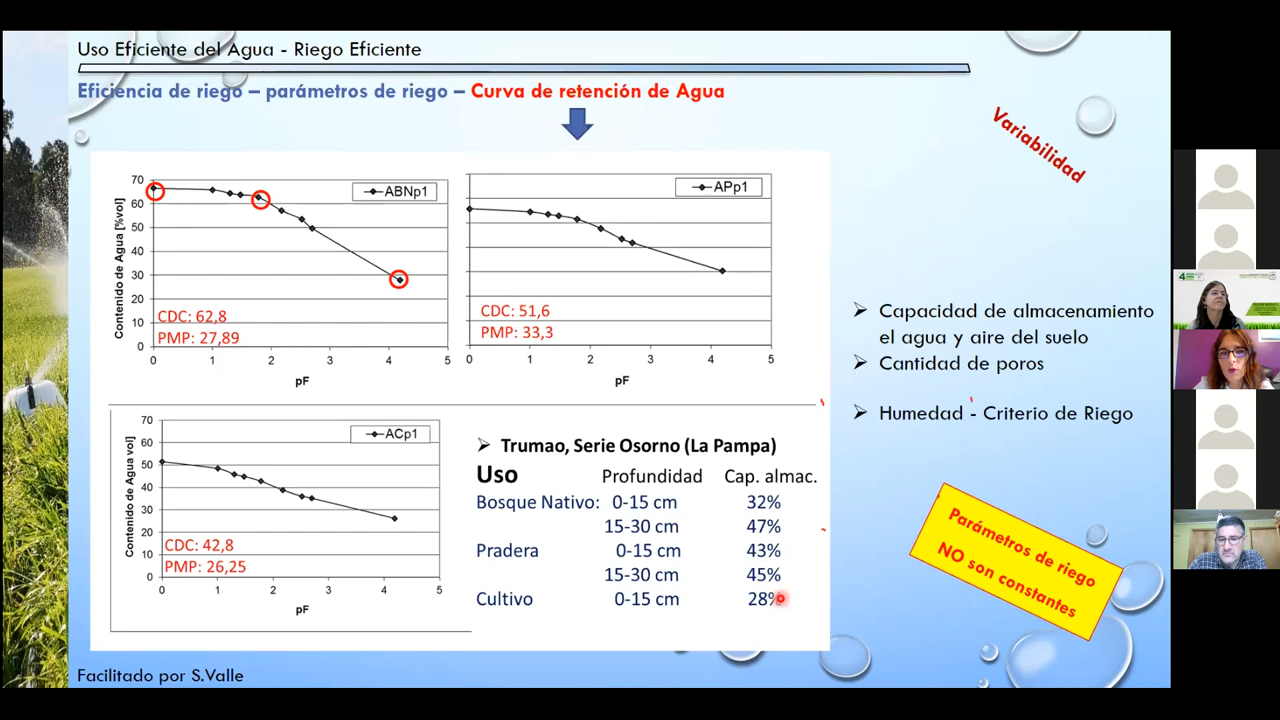 Uso Eficiente del Agua - Riego Eficiente
Eficiencia de riego – parámetros de riego – Curva de retención de Agua
Variabilidad
Contenido de Agua [%vol]
70
60
50
40
30
20
10
0
ABNp1
CDC: 62,8
PMP: 27,89
0 1 2 3 4 5
pF
APp1
CDC: 51,6
PMP: 33,3
0 1 2 3 4 5
pF
Contenido de Agua vol]
70
60
50
40
30
20
10
0
ACp1
CDC: 42,8
PMP: 26,25
0 1 2 3 4 5
pF
➢ Trumao, Serie Osorno (La Pampa)
Uso Profundidad Cap. almac.
Bosque Nativo: 0-15 cm 32%
15-30 cm 47%
Pradera 0-15 cm 43%
15-30 cm 45%
Cultivo 0-15 cm 28%
➢ Capacidad de almacenamiento
el agua y aire del suelo
➢ Cantidad de poros
➢ Humedad - Criterio de Riego
Parámetros de riego
NO son constantes
Facilitado por S.Valle